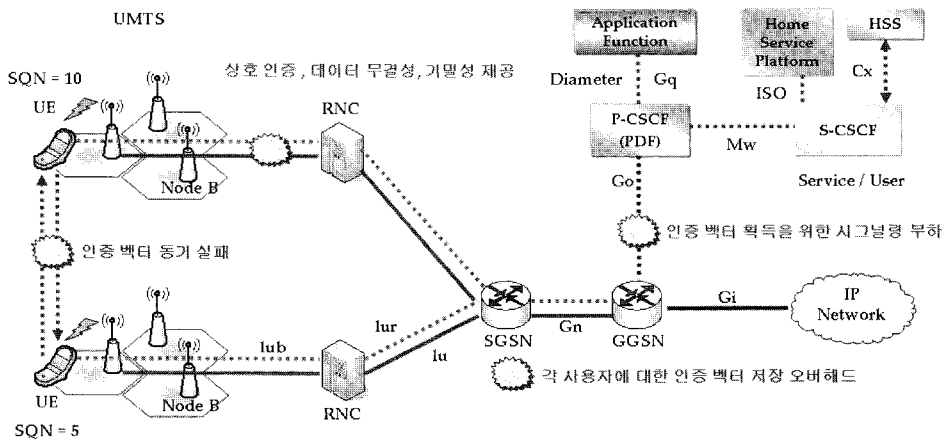 UMTS
SQN = 10
UE
상호 인증, 데이터 무결성, 기밀성 제공
RNC
Node B
Application
Function
Diameter
Gq
P-CSCF
(PDF)
Go
Mw
Home
Service
Platform
ISO
HSS
Cx
S-CSCF
Service / User
인증 벡터 동기 실패
인증 벡터 획득을 위한 시그널링 부하
SGSN
Gn
GGSN
Gi
IP
Network
Iub
Iur
Iu
UE
Node B
RNC
각 사용자에 대한 인증 벡터 저장 오버헤드
SQN = 5